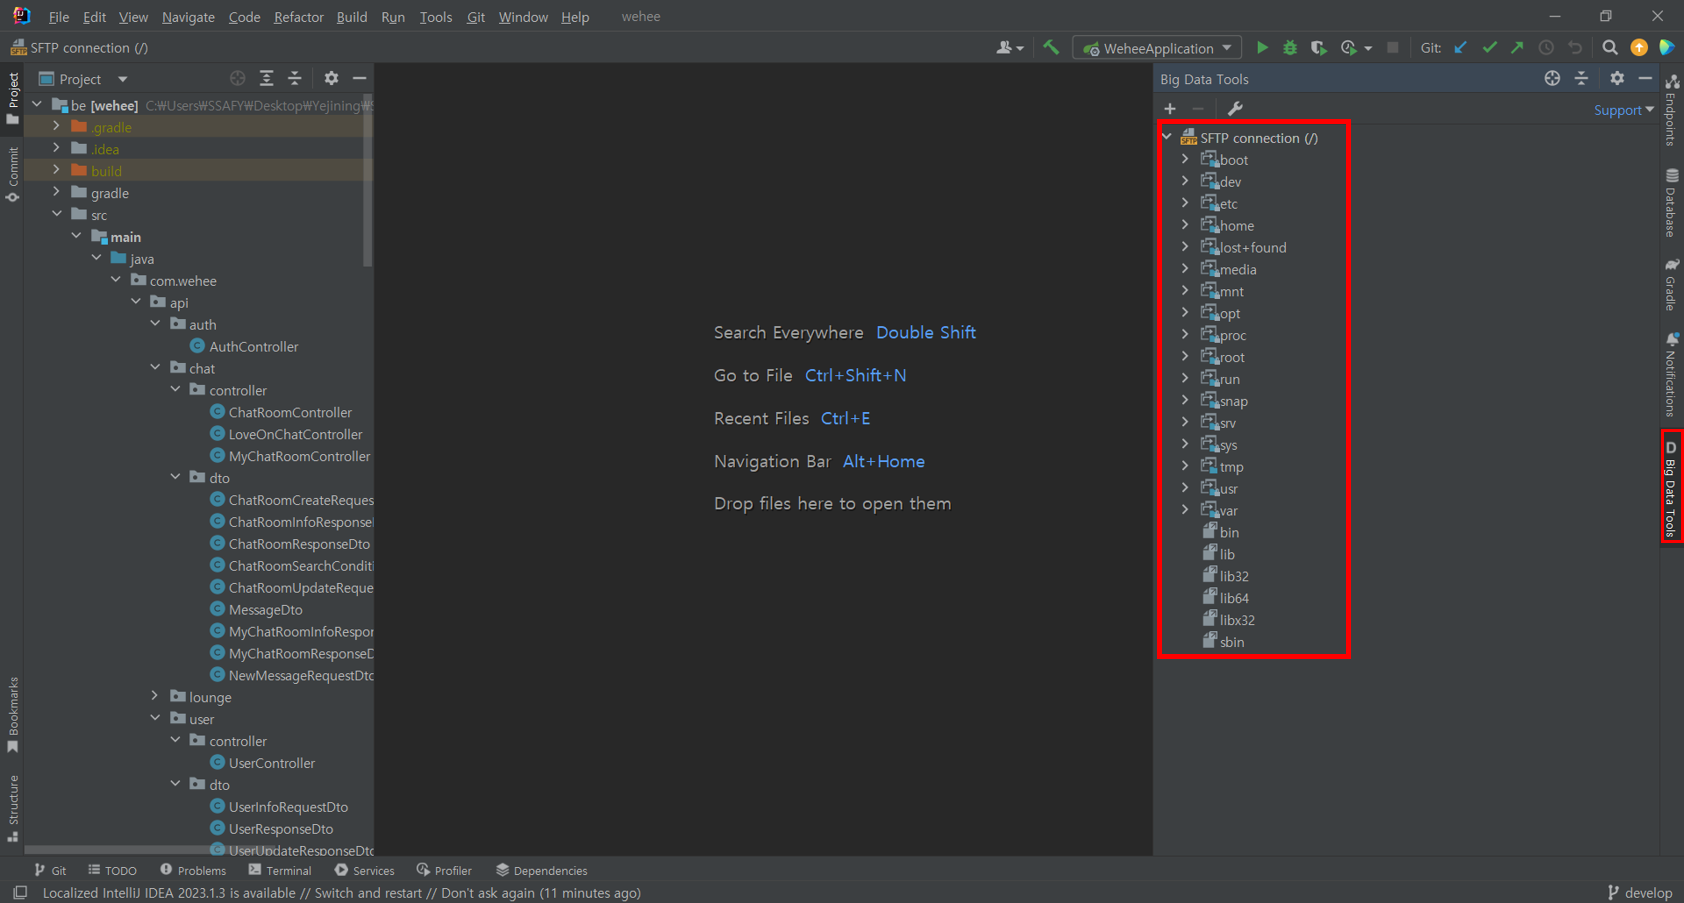 File Edit View Navigate Code Refactor Build Run Tools Git Window Help wehee
SFTP connection (/)
WeheeApplication
Git:
Project
be [wehee] C:₩Users₩SSAFY₩Desktop₩Yejining₩S
.gradle
.idea
build
gradle
src
main
java
com.wehee
api
auth
AuthController
chat
controller
ChatRoomController
LoveOnChatController
MyChatRoomController
dto
ChatRoomCreateReques
ChatRoomInfoResponse
ChatRoomResponseDto
ChatRoomSearchConditi
ChatRoomUpdateReque
MessageDto
MyChatRoomInfoRespor
MyChatRoomResponseD
NewMessageRequestDto
lounge
user
controller
UserController
dto
UserInfoRequestDto
UserResponseDto
UserUpdateResponseDto
Project
Commit
Bookmarks
Structure
Search Everywhere Double Shift
Go to File Ctrl+Shift+N
Recent Files Ctrl+E
Navigation Bar Alt+Home
Drop files here to open them
Big Data Tools
Support
SFTP connection (/)
boot
dev
etc
home
lost+found
media
mnt
opt
proc
root
run
snap
srv
sys
tmp
usr
var
bin
lib
lib32
lib64
libx32
sbin
Endpoints
Database
Gradle
Notifications
D Big Data Tools
Git TODO Problems Terminal Services Profiler Dependencies
Localized IntelliJ IDEA 2023.1.3 is available // Switch and restart // Don't ask again (11 minutes ago)
develop